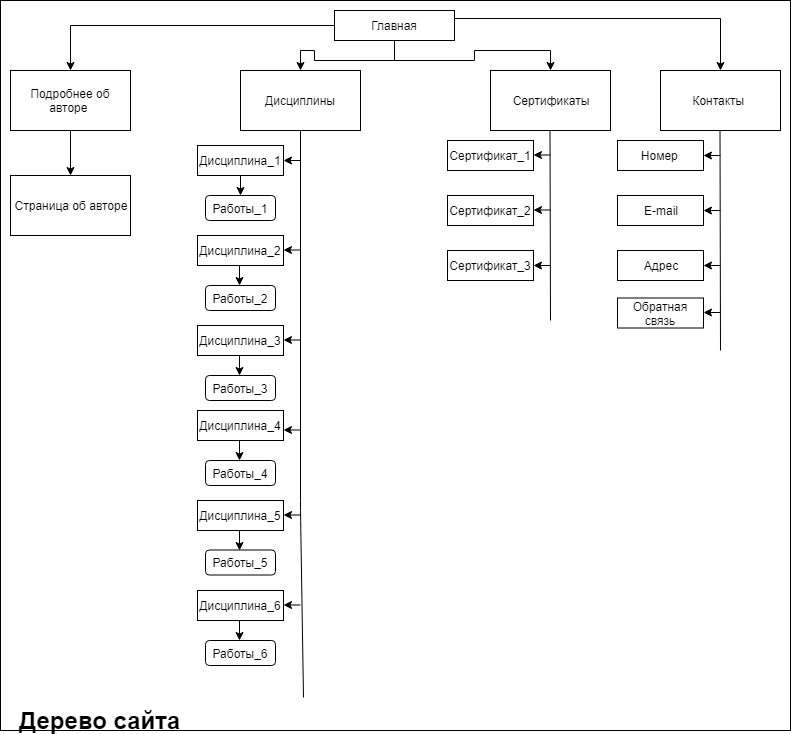 Главная
Подробнее об
авторе
Дисциплины
Сертификаты
Контакты
Страница об авторе
Дисциплина_1
Работы_1
Дисциплина_2
Работы_2
Дисциплина_3
Работы_3
Дисциплина_4
Работы_4
Дисциплина_5
Работы_5
Дисциплина_6
Работы_6
Сертификат_1
Сертификат_2
Сертификат_3
Номер
E-mail
Адрес
Обратная
связь
Дерево сайта